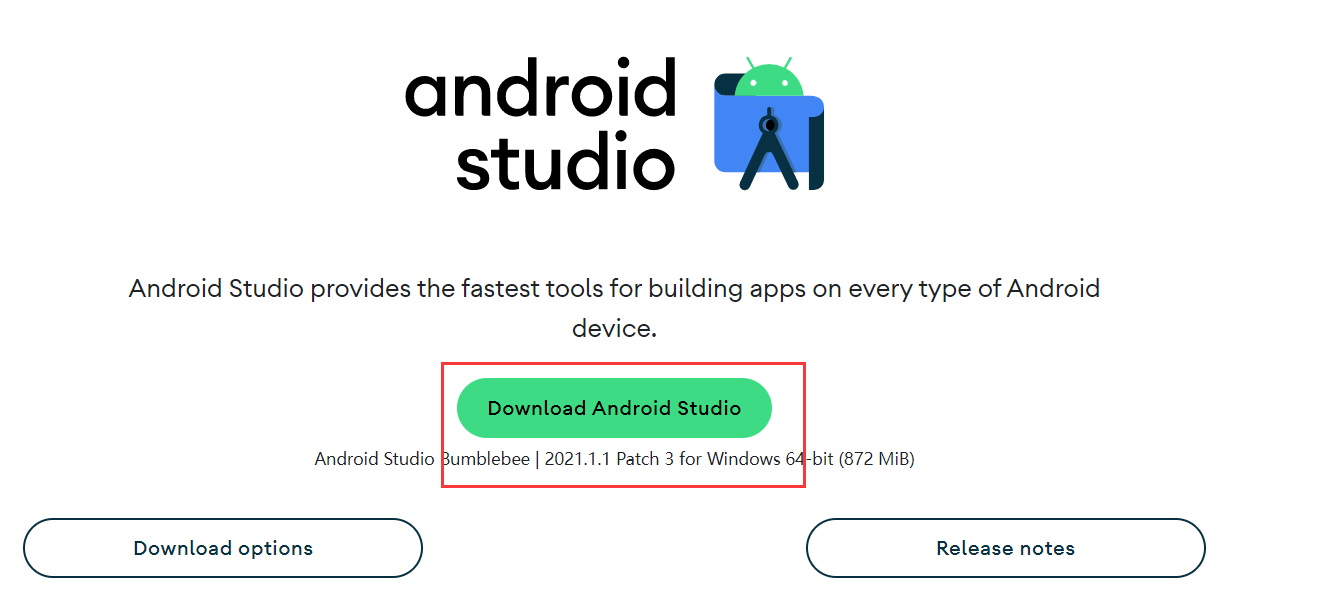 android
studio
Android Studio provides the fastest tools for building apps on every type of Android
device.
Download Android Studio
Android Studio Bumblebee | 2021.1.1 Patch 3 for Windows 64-bit (872 MiB)
Download options
Release notes